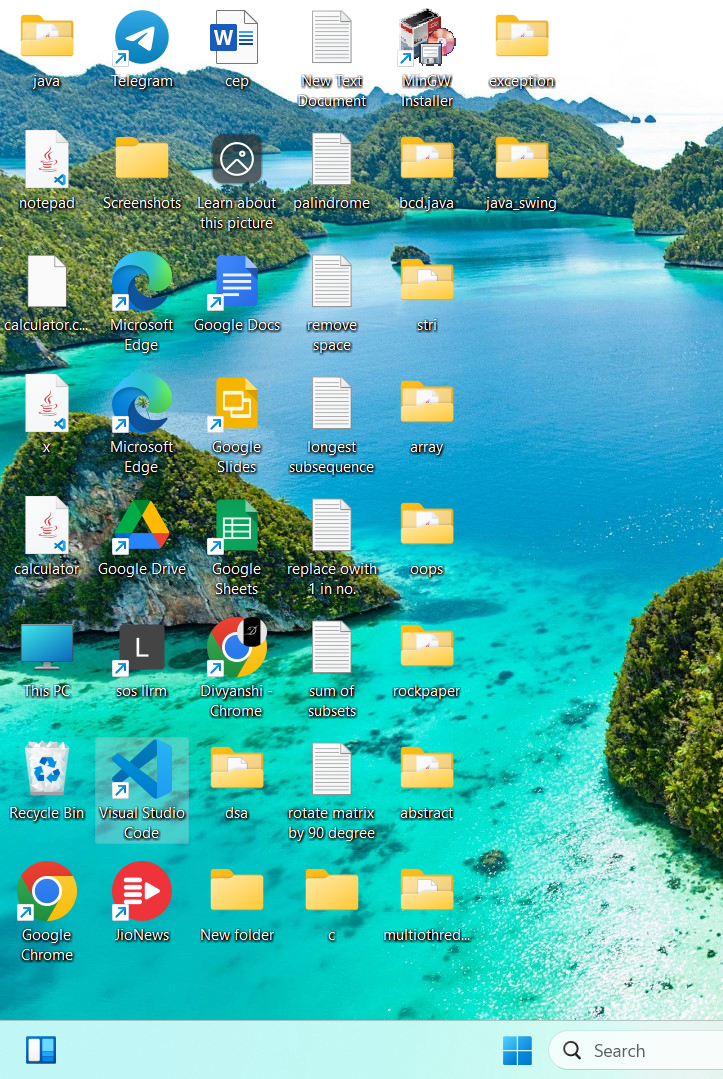 java
Telegram
W
cep
New Text
Document
MinGW
Installer
exception
notepad
Screenshots
Learn about
this picture
palindrome
bcd.java
java_swing
calculator.c...
Microsoft
Edge
Google Docs
remove
space
stri
x
Microsoft
Edge
Google
Slides
longest
subsequence
array
calculator
Google Drive
Google
Sheets
replace owith
1 in no.
oops
This PC
L
sos llrm
Divyanshi -
Chrome
sum of
subsets
rockpaper
Recycle Bin
Visual Studio
Code
dsa
rotate matrix
by 90 degree
abstract
Google
Chrome
JioNews
New folder
c
multiothred...
Search